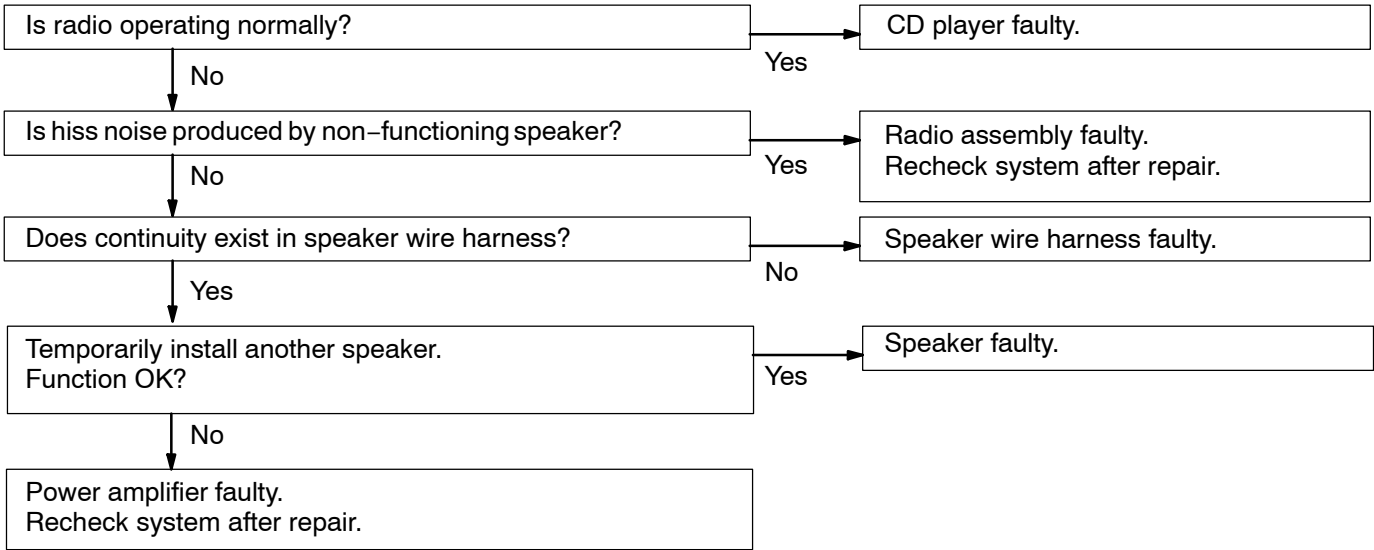 Is radio operating normally?
CD player faulty.
Yes
No
Is hiss noise produced by non−functioning speaker?
Radio assembly faulty.
Recheck system after repair.
Yes
No
Does continuity exist in speaker wire harness?
Speaker wire harness faulty.
No
Yes
Temporarily install another speaker.
Function OK?
Speaker faulty.
Yes
No
Power amplifier faulty.
Recheck system after repair.